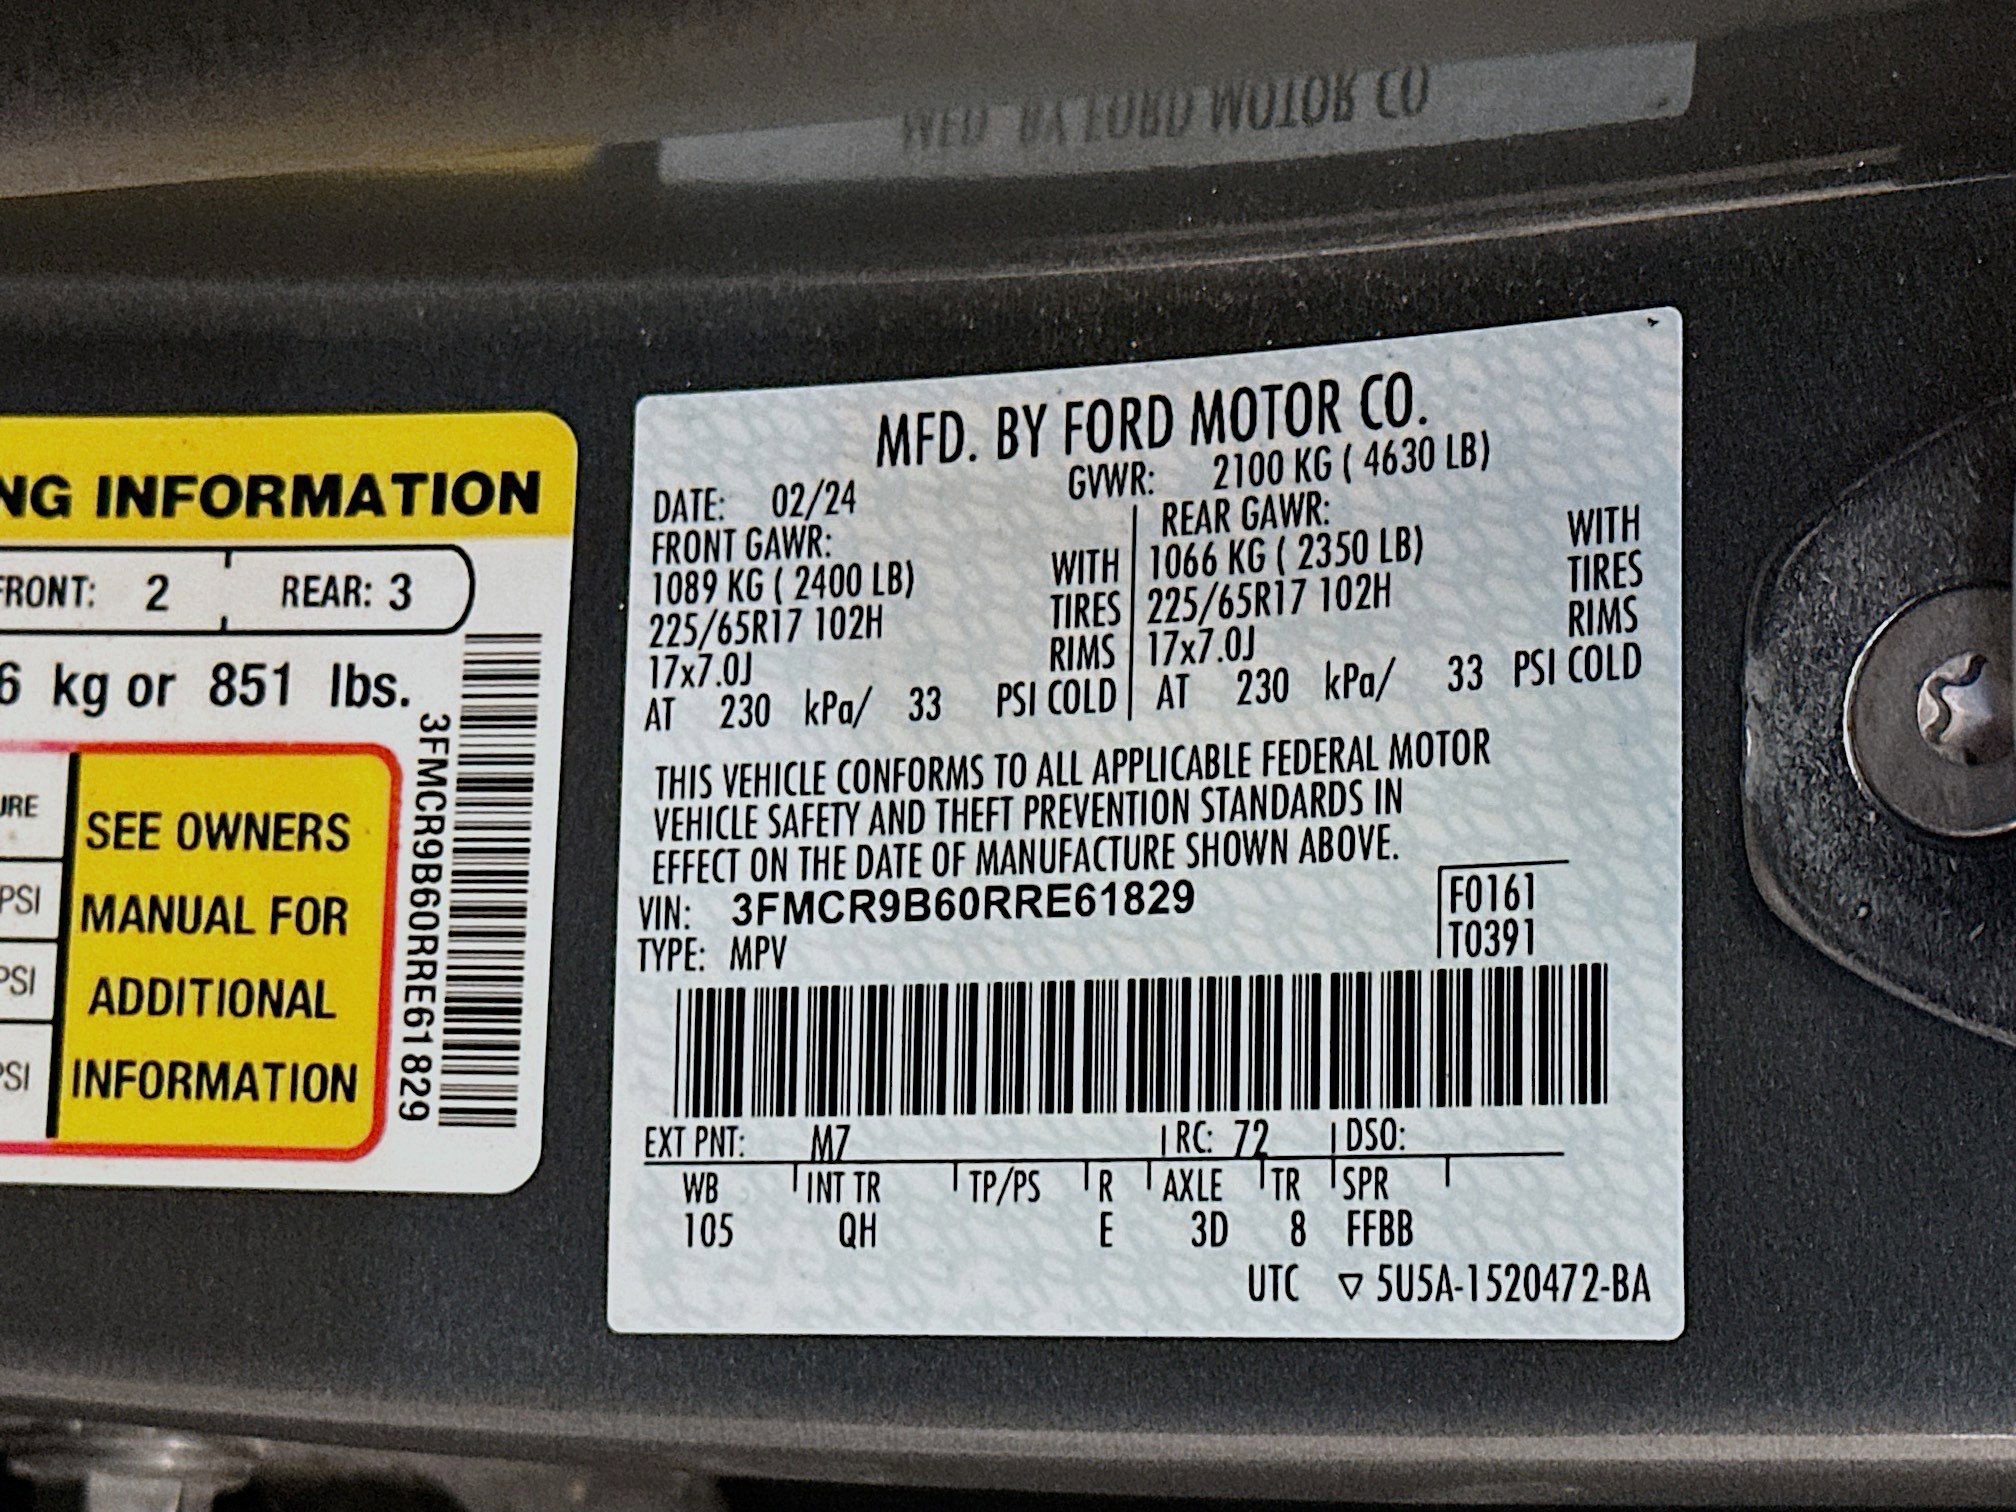 MFD. BY FORD MOTOR CO
NG INFORMATION
FRONT: 2 REAR: 3
6 kg or 851 lbs.
URE
PSI
PSI
PSI
SEE OWNERS
MANUAL FOR
ADDITIONAL
INFORMATION
3FMCR9B60RRE61829
MFD. BY FORD MOTOR CO.
DATE: 02/24 GVWR: 2100 KG ( 4630 LB)
FRONT GAWR: REAR GAWR:
1089 KG ( 2400 LB) WITH 1066 KG ( 2350 LB) WITH
225/65R17 102H TIRES 225/65R17 102H TIRES
17x7.0J RIMS 17x7.0J RIMS
AT 230 kPa/ 33 PSI COLD AT 230 kPa/ 33 PSI COLD
THIS VEHICLE CONFORMS TO ALL APPLICABLE FEDERAL MOTOR
VEHICLE SAFETY AND THEFT PREVENTION STANDARDS IN
EFFECT ON THE DATE OF MANUFACTURE SHOWN ABOVE.
VIN: 3FMCR9B60RRE61829 F0161
TYPE: MPV T0391
EXT PNT: M7 RC: 72 DSO:
WB INT TR TP/PS R AXLE TR SPR
105 QH E 3D 8 FFBB
UTC ▽ 5U5A-1520472-BA